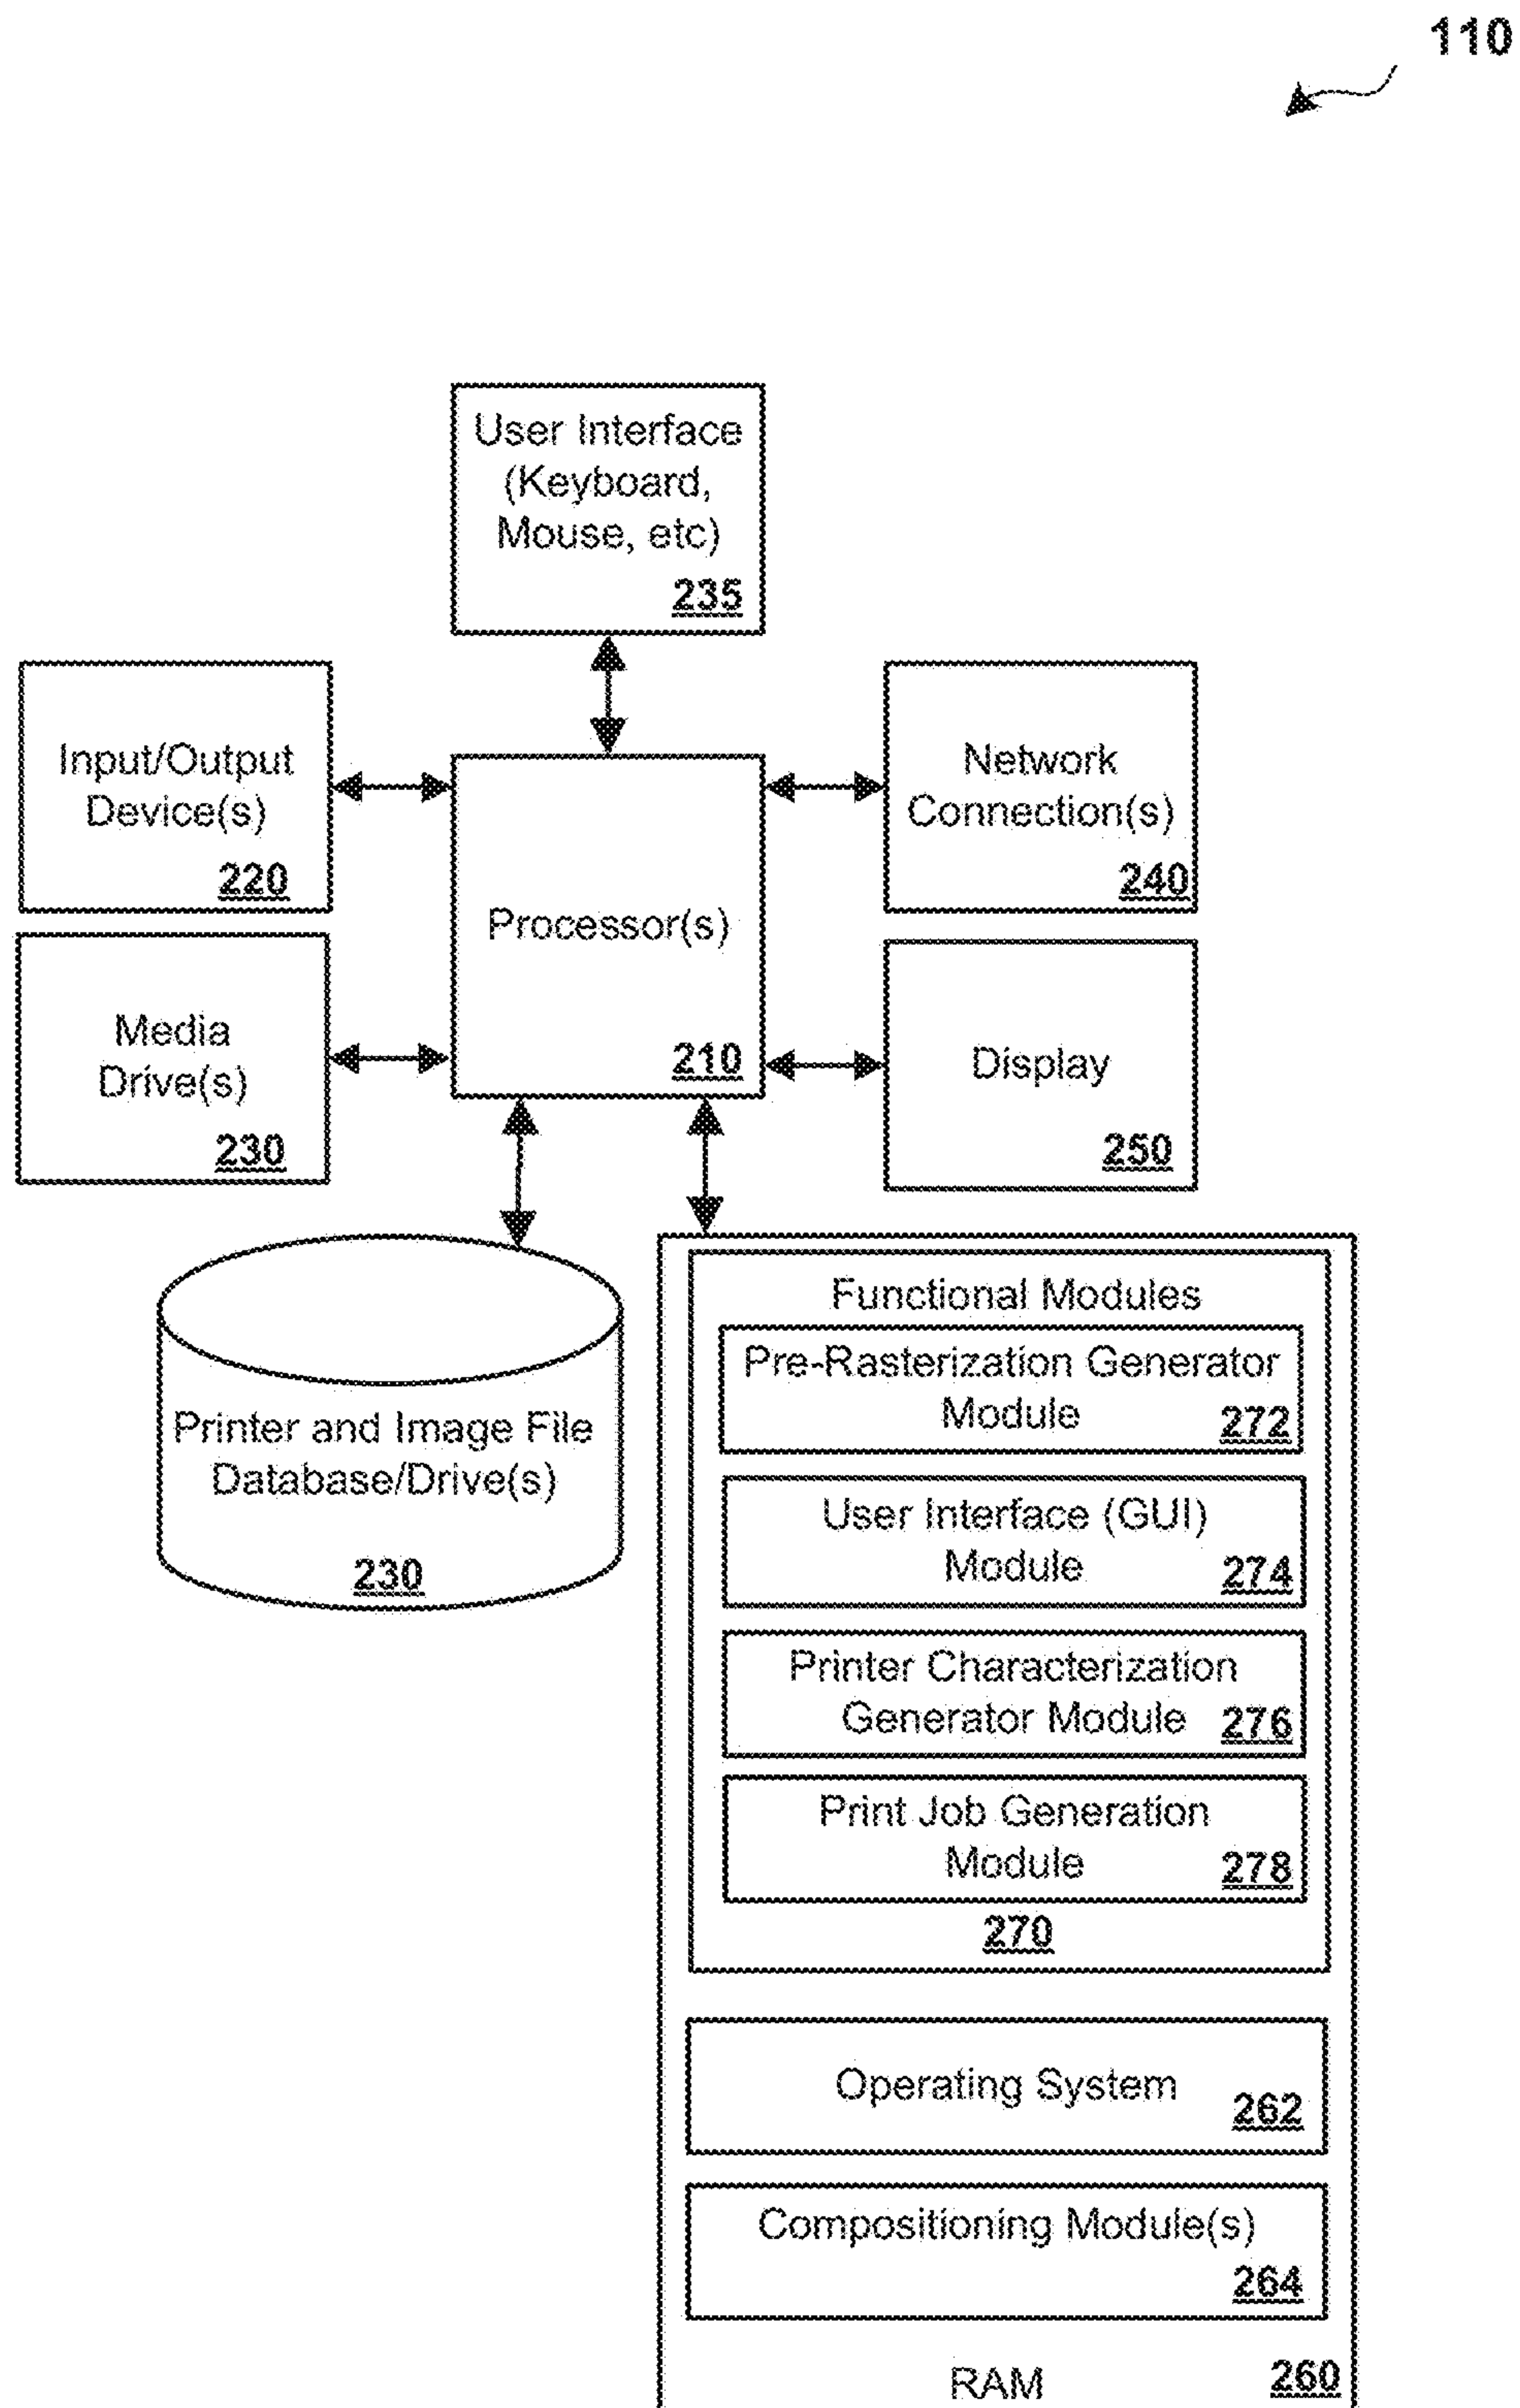 110
User Interface
(Keyboard,
Mouse, etc)
235
Input/Output
Device(s)
220
Network
Connection(s)
240
Processor(s)
210
Media
Drive(s)
230
Display
250
Printer and Image File
Database/Drive(s)
230
Functional Modules
Pre-Rasterization Generator
Module
272
User Interface (GUI)
Module
274
Printer Characterization
Generator Module
276
Print Job Generation
Module
278
270
Operating System
262
Compositioning Module(s)
264
RAM
260